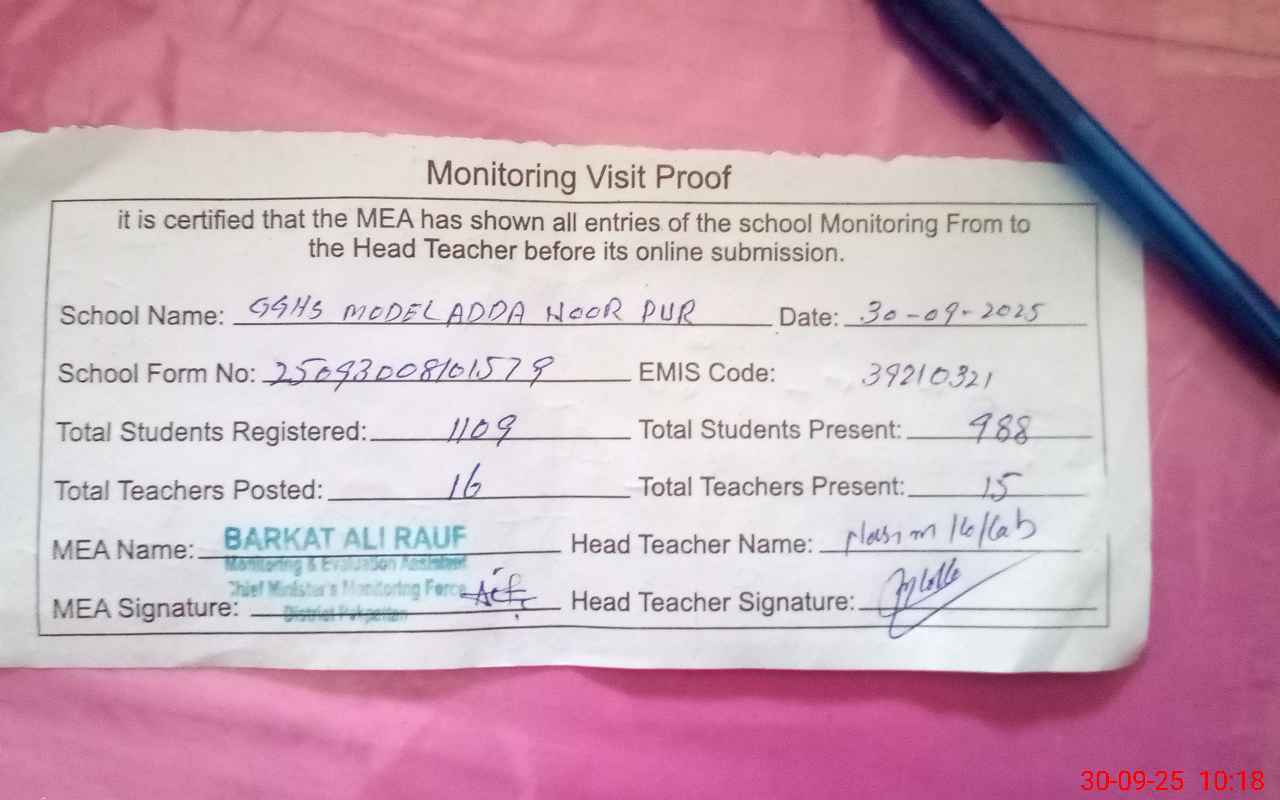 Monitoring Visit Proof
it is certified that the MEA has shown all entries of the school Monitoring From to
the Head Teacher before its online submission.
School Name: GGHS MODEL ADDA NOOR PUR Date: 30-09-2025
School Form No: 25093008101579 EMIS Code: 39210321
Total Students Registered: 1109 Total Students Present: 988
Total Teachers Posted: 16 Total Teachers Present: 15
MEA Name: BARKAT ALI RAUF Head Teacher Name:
Monitoring & Evaluation Assistant
Chief Minister's Monitoring Force
MEA Signature: District Pakpattan Head Teacher Signature:
30-09-25 10:18